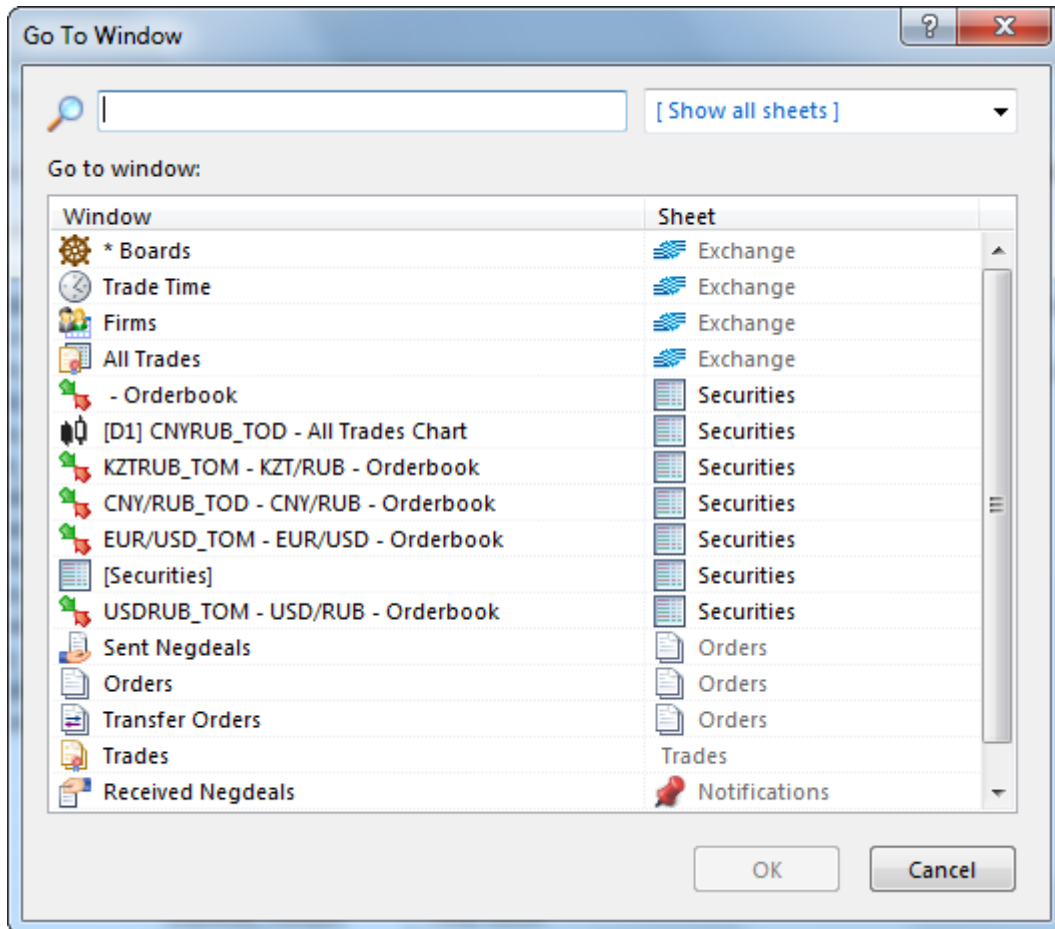 Go To Window
[ Show all sheets ]
Go to window:
Window Sheet
* Boards Exchange
Trade Time Exchange
Firms Exchange
All Trades Exchange
- Orderbook Securities
[D1] CNYRUB_TOD - All Trades Chart Securities
KZTRUB_TOM - KZT/RUB - Orderbook Securities
CNY/RUB_TOD - CNY/RUB - Orderbook Securities
EUR/USD_TOM - EUR/USD - Orderbook Securities
[Securities] Securities
USDRUB_TOM - USD/RUB - Orderbook Securities
Sent Negdeals Orders
Orders Orders
Transfer Orders Orders
Trades Trades
Received Negdeals Notifications
OK Cancel